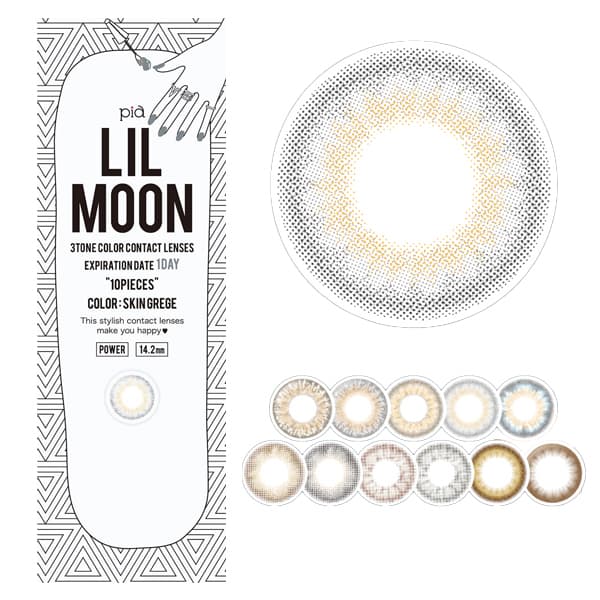 pià
LIL
MOON
3TONE COLOR CONTACT LENSES
EXPIRATION DATE 1DAY
"10PIECES"
COLOR : SKIN GREGE
This stylish contact lenses
make you happy♥
POWER 14.2mm